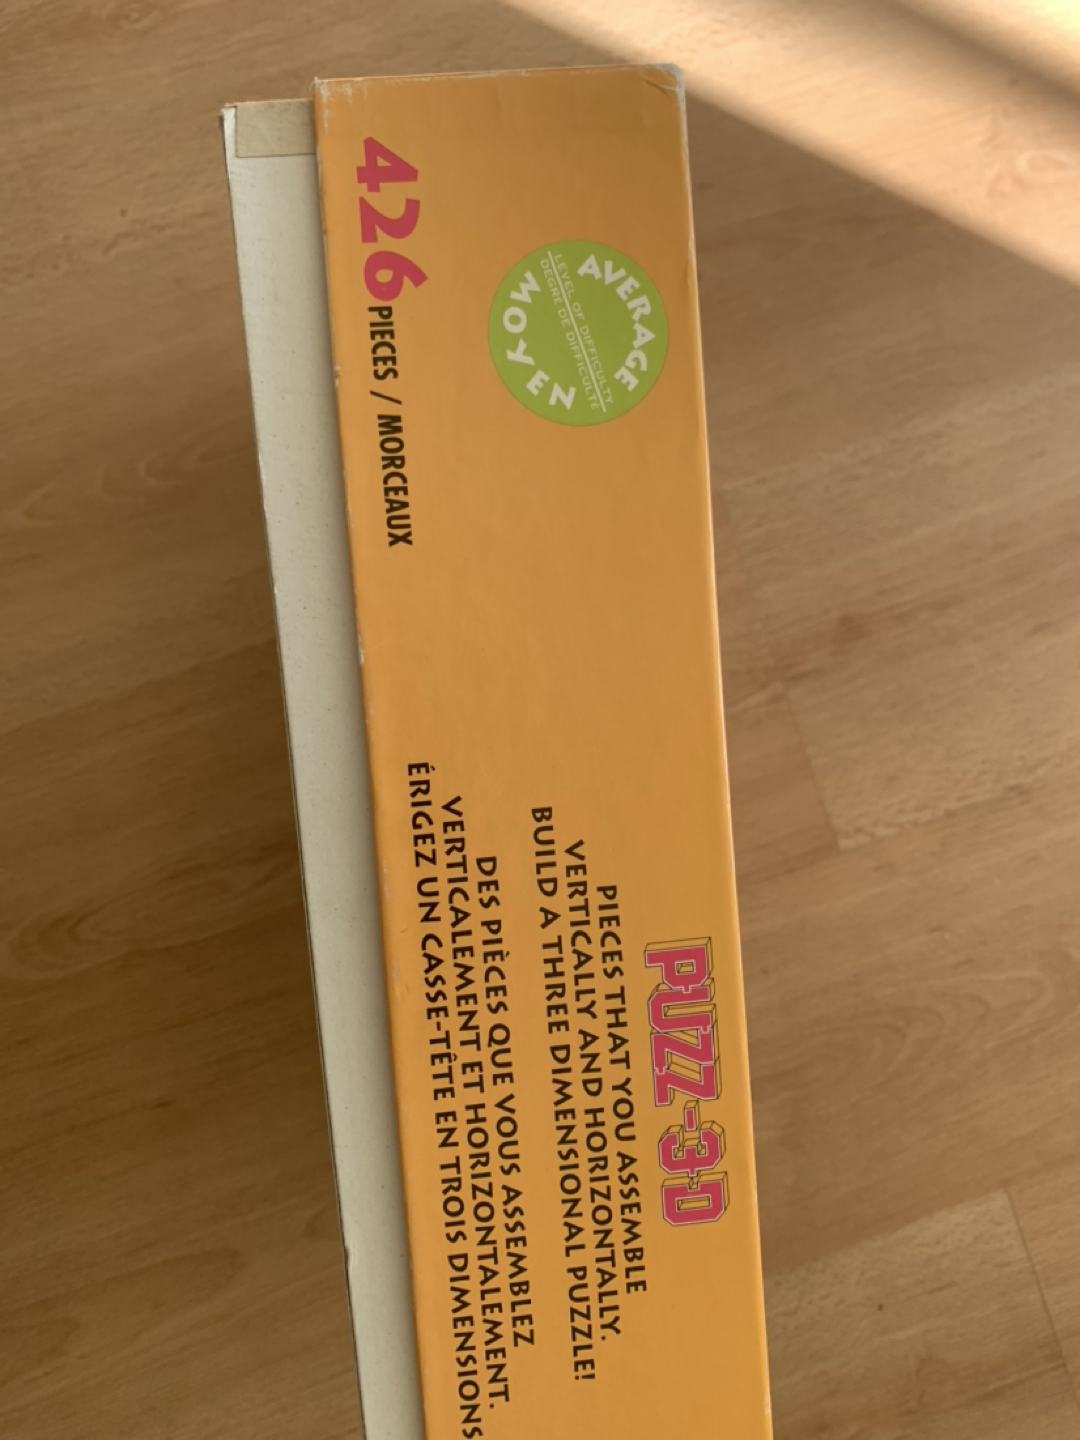 PUZZ-3D
PIECES THAT YOU ASSEMBLE
VERTICALLY AND HORIZONTALLY.
BUILD A THREE DIMENSIONAL PUZZLE!
DES PIÈCES QUE VOUS ASSEMBLEZ
VERTICALEMENT ET HORIZONTALEMENT.
ÉRIGEZ UN CASSE-TÊTE EN TROIS DIMENSIONS
AVERAGE
LEVEL OF DIFFICULTY
DEGRE DE DIFFICULTÉ
MOYEN
426 PIECES / MORCEAUX